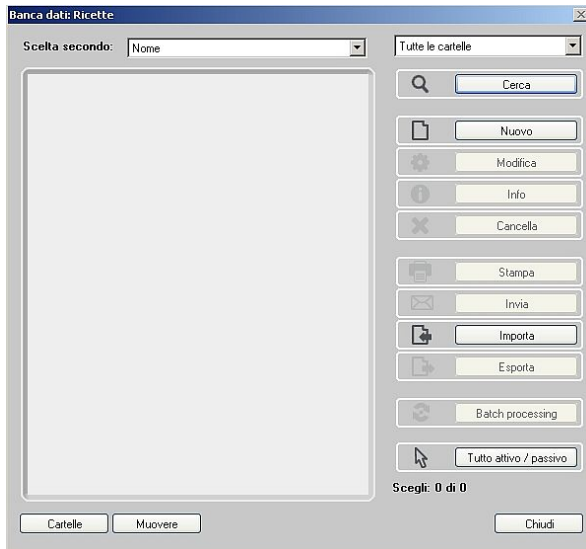 Banca dati: Ricette
Scelta secondo: Nome Tutte le cartelle
Cerca
Nuovo
Modifica
Info
Cancella
Stampa
Invia
Importa
Esporta
Batch processing
Tutto attivo / passivo
Scegli: 0 di 0
Cartelle Muovere Chiudi